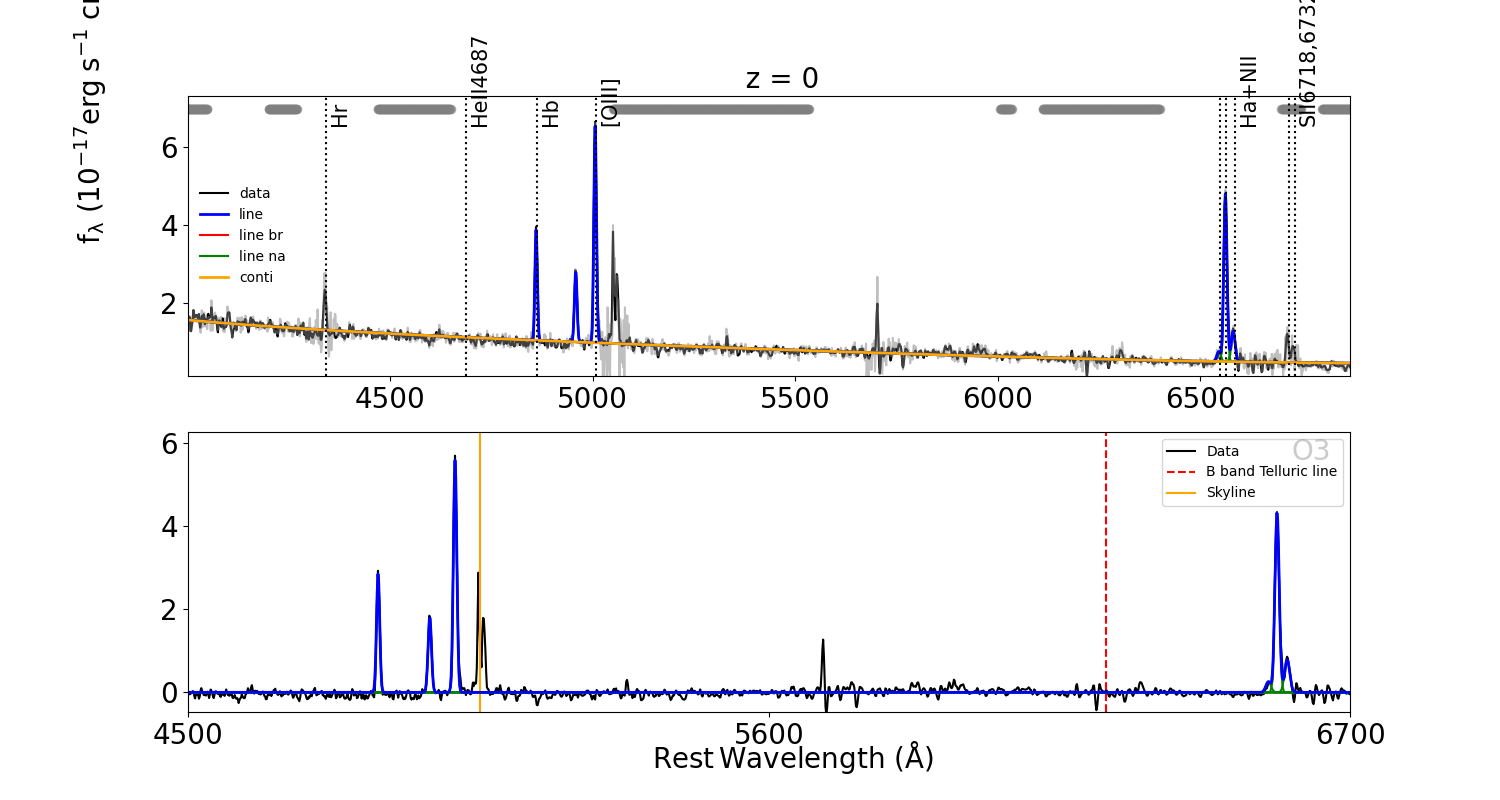 z = 0
f_λ (10^−17 erg s^−1 c
Hr
HeII4687
Hb
[OIII]
Ha+NII
SII6718,6732
6
4
2
data
line
line br
line na
conti
4500
5000
5500
6000
6500
O3
Data
B band Telluric line
Skyline
6
4
2
0
4500
5600
6700
Rest Wavelength (Å)